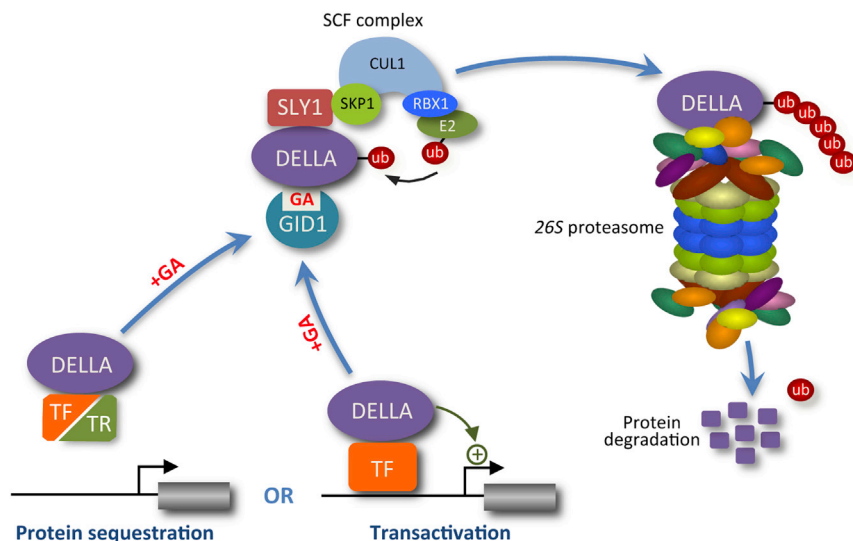 SCF complex
CUL1
SLY1
SKP1
RBX1
E2
DELLA
ub
ub
GA
GID1
DELLA
ub
ub
ub
ub
ub
26S proteasome
+GA
+GA
DELLA
TF
TR
DELLA
TF
+
ub
Protein
degradation
OR
Protein sequestration
Transactivation